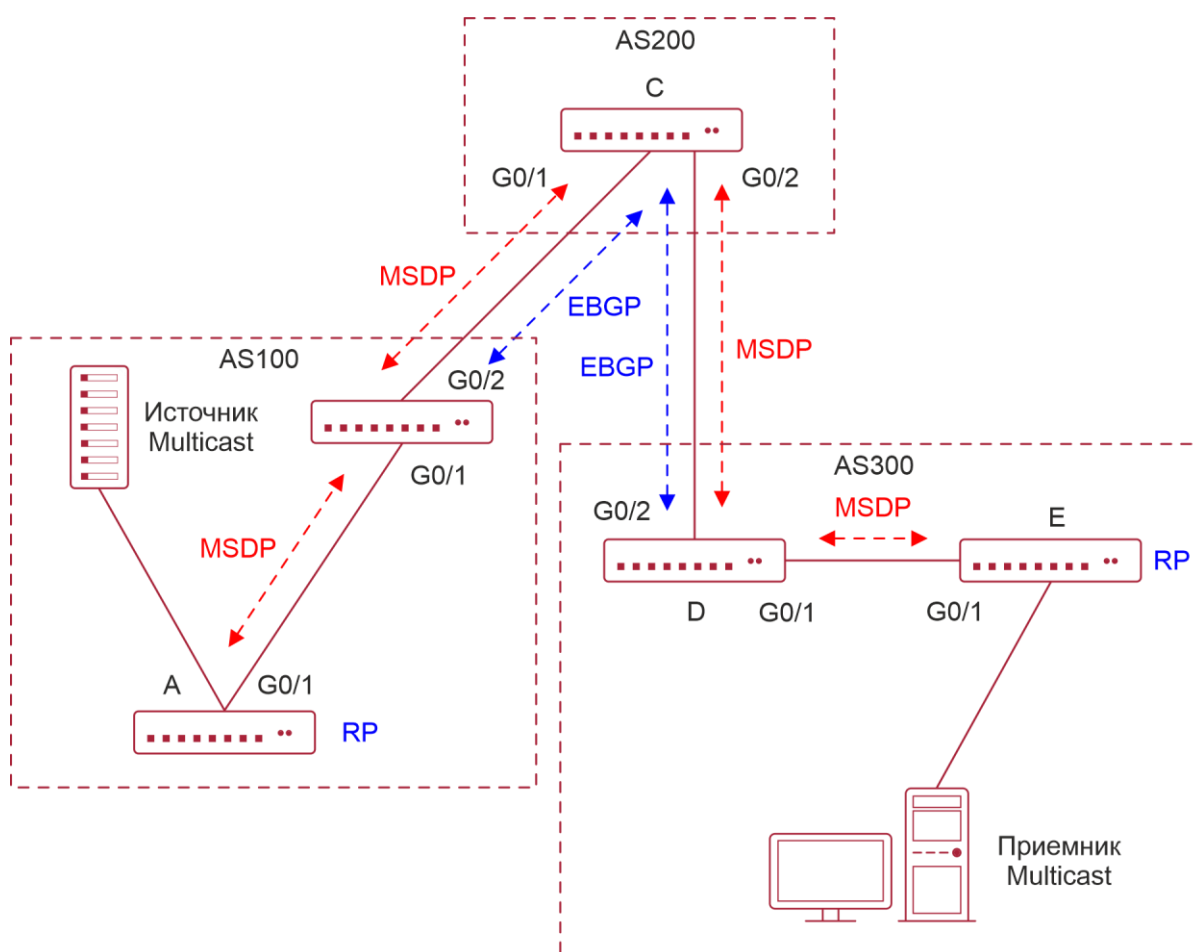 AS200
C
G0/1
G0/2
MSDP
EBGP
EBGP
MSDP
AS100
G0/2
Источник
Multicast
G0/1
MSDP
A
G0/1
RP
AS300
MSDP
G0/2
E
RP
D
G0/1
G0/1
Приемник
Multicast